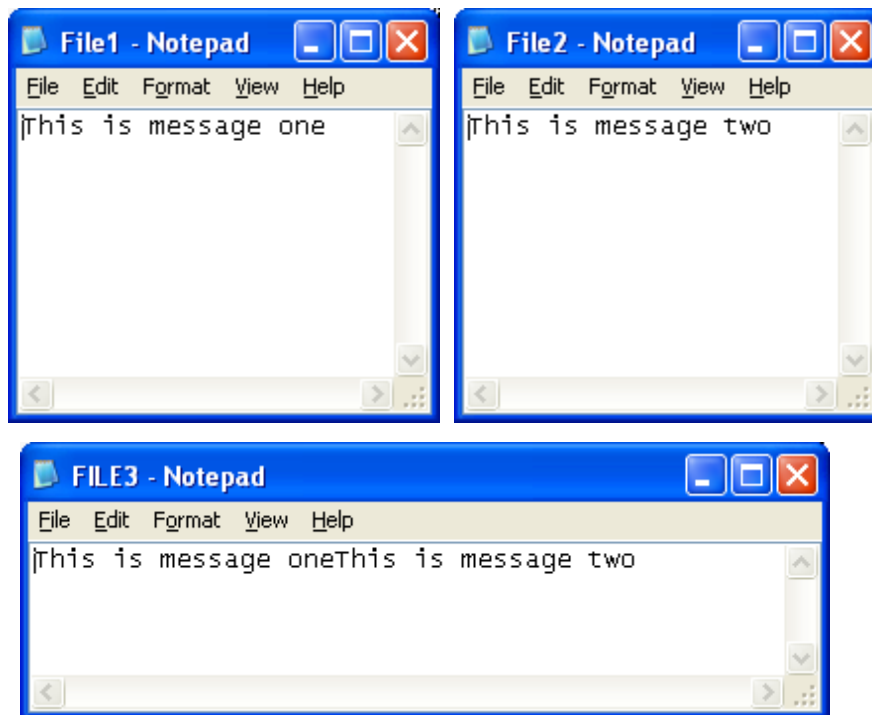 File1 - Notepad
File Edit Format View Help
This is message one
File2 - Notepad
File Edit Format View Help
This is message two
FILE3 - Notepad
File Edit Format View Help
This is message oneThis is message two